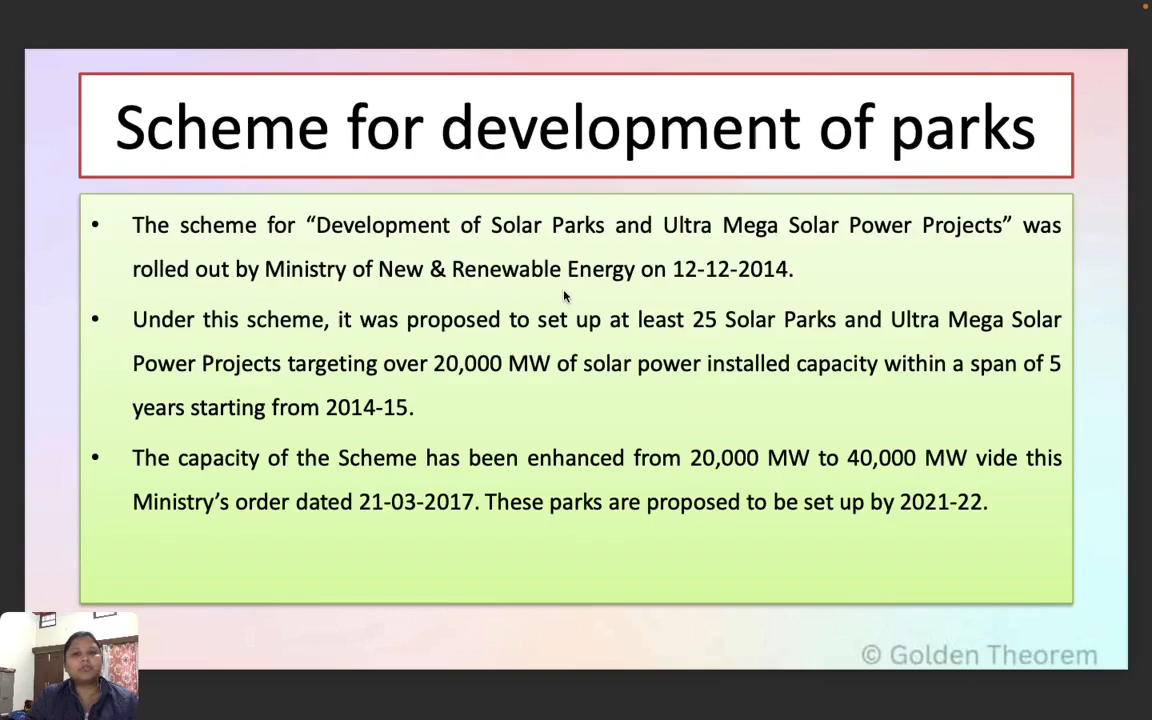 Scheme for development of parks
• The scheme for “Development of Solar Parks and Ultra Mega Solar Power Projects” was
rolled out by Ministry of New & Renewable Energy on 12-12-2014.
• Under this scheme, it was proposed to set up at least 25 Solar Parks and Ultra Mega Solar
Power Projects targeting over 20,000 MW of solar power installed capacity within a span of 5
years starting from 2014-15.
• The capacity of the Scheme has been enhanced from 20,000 MW to 40,000 MW vide this
Ministry’s order dated 21-03-2017. These parks are proposed to be set up by 2021-22.
© Golden Theorem